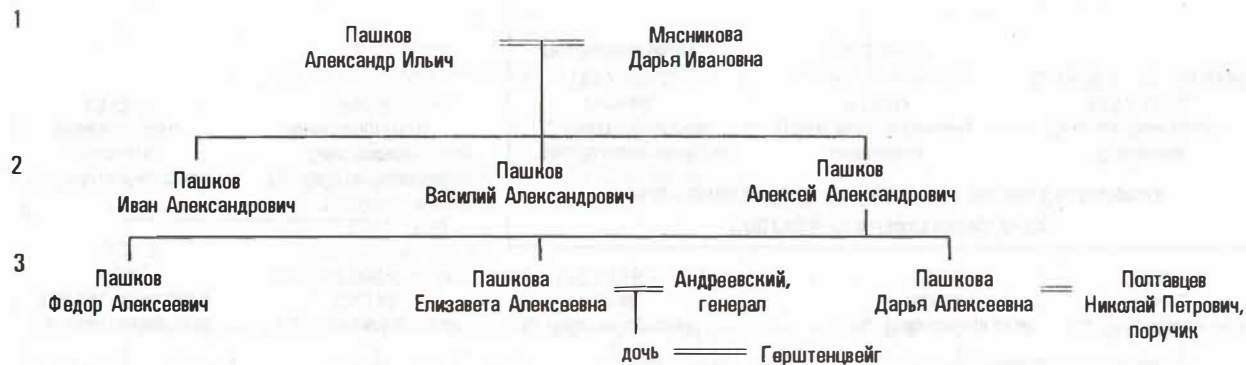 1
Пашков
Александр Ильич
Мясникова
Дарья Ивановна
2
Пашков
Иван Александрович
Пашков
Василий Александрович
Пашков
Алексей Александрович
3
Пашков
Федор Алексеевич
Пашкова
Елизавета Алексеевна
Андреевский,
генерал
Пашкова
Дарья Алексеевна
Полтавцев
Николай Петрович,
поручик
дочь
Герштенцвейг